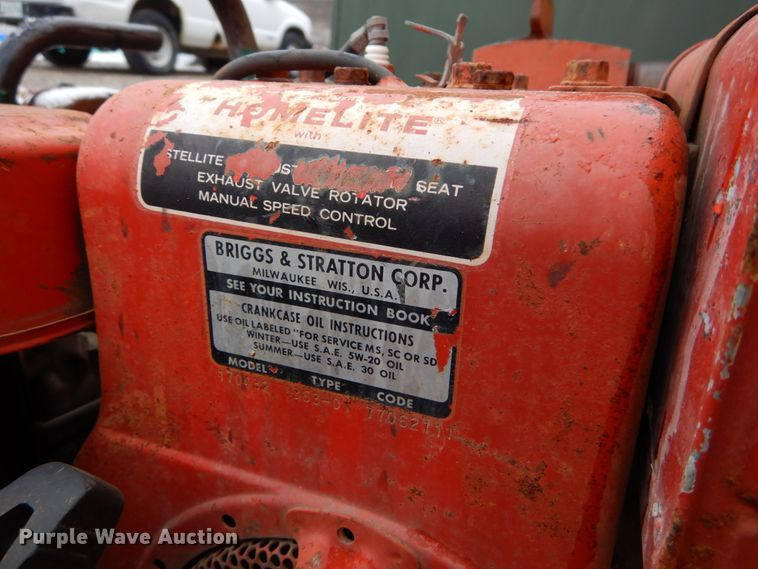 HOMELITE®
with
STELLITE SEAT
EXHAUST VALVE ROTATOR
MANUAL SPEED CONTROL
BRIGGS & STRATTON CORP.
MILWAUKEE WIS., U.S.A.
SEE YOUR INSTRUCTION BOOK
CRANKCASE OIL INSTRUCTIONS
USE OIL LABELED "FOR SERVICE MS, SC OR SD
WINTER—USE S.A.E. 5W-20 OIL
SUMMER—USE S.A.E. 30 OIL
MODEL TYPE CODE
Purple Wave Auction